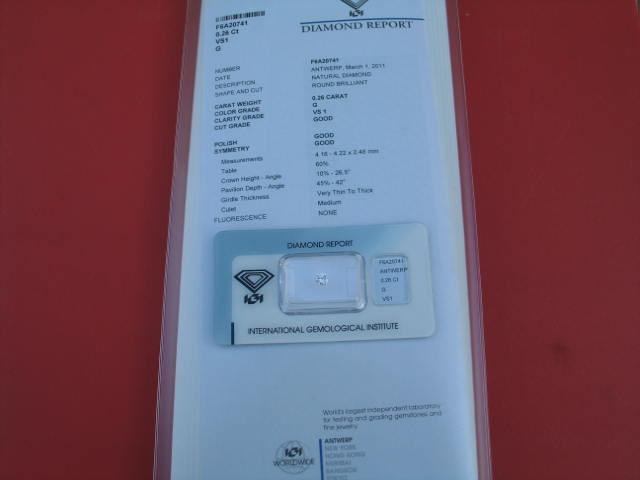 F6A20741
0.26 Ct
VS1
G
IGI
DIAMOND REPORT
NUMBER F6A20741
DATE ANTWERP, March 1, 2011
DESCRIPTION NATURAL DIAMOND
SHAPE AND CUT ROUND BRILLIANT
CARAT WEIGHT 0.26 CARAT
COLOR GRADE G
CLARITY GRADE VS 1
CUT GRADE GOOD
POLISH GOOD
SYMMETRY GOOD
Measurements 4.16 - 4.22 x 2.48 mm
Table 60%
Crown Height - Angle 10% - 26.5°
Pavilion Depth - Angle 45% - 42°
Girdle Thickness Very Thin To Thick
Culet Medium
FLUORESCENCE NONE
DIAMOND REPORT
IGI
F6A20741
ANTWERP
0.26 Ct
G
VS1
INTERNATIONAL GEMOLOGICAL INSTITUTE
World's largest independent laboratory
for testing and grading gemstones and
fine jewelry.
IGI
WORLDWIDE
ANTWERP
NEW YORK
HONG KONG
MUMBAI
BANGKOK
TOKYO